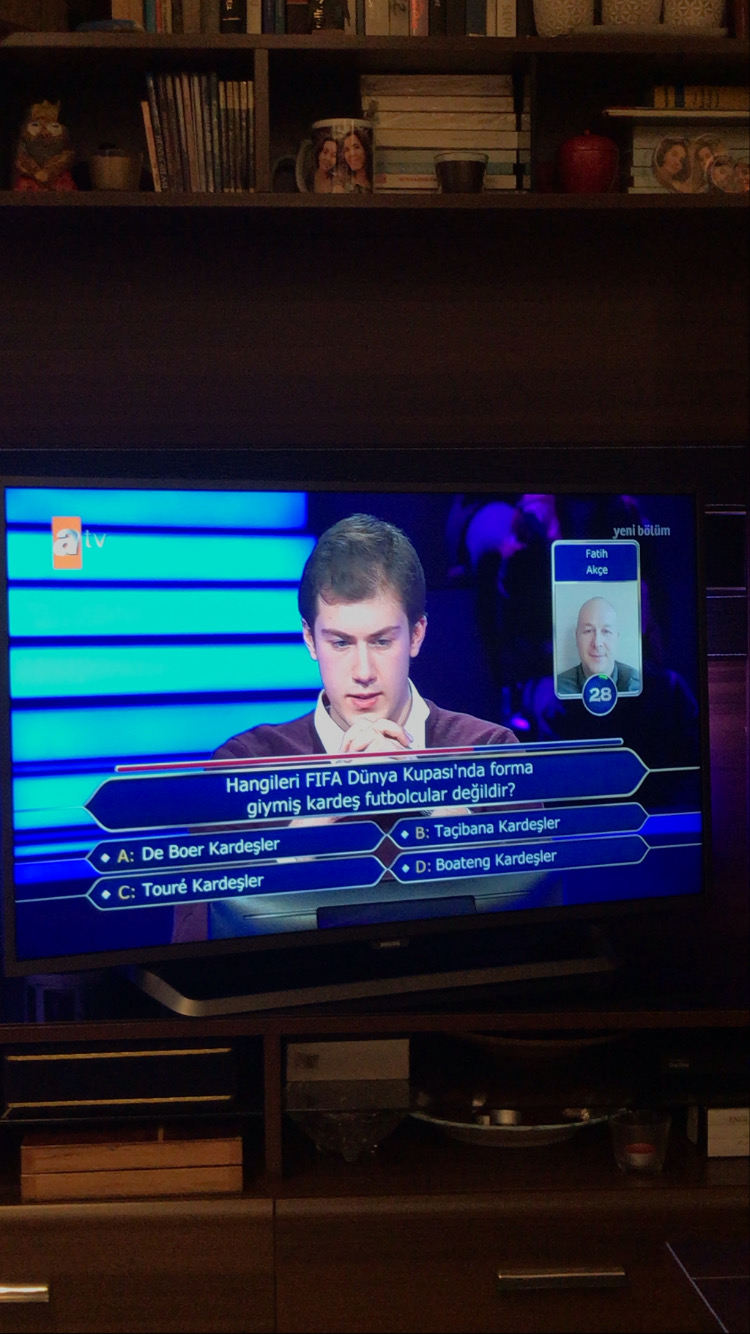 atv
yeni bölüm
Fatih
Akçe
28
Hangileri FIFA Dünya Kupası'nda forma
giymiş kardeş futbolcular değildir?
A: De Boer Kardeşler
B: Taçibana Kardeşler
C: Touré Kardeşler
D: Boateng Kardeşler
PHILIPS